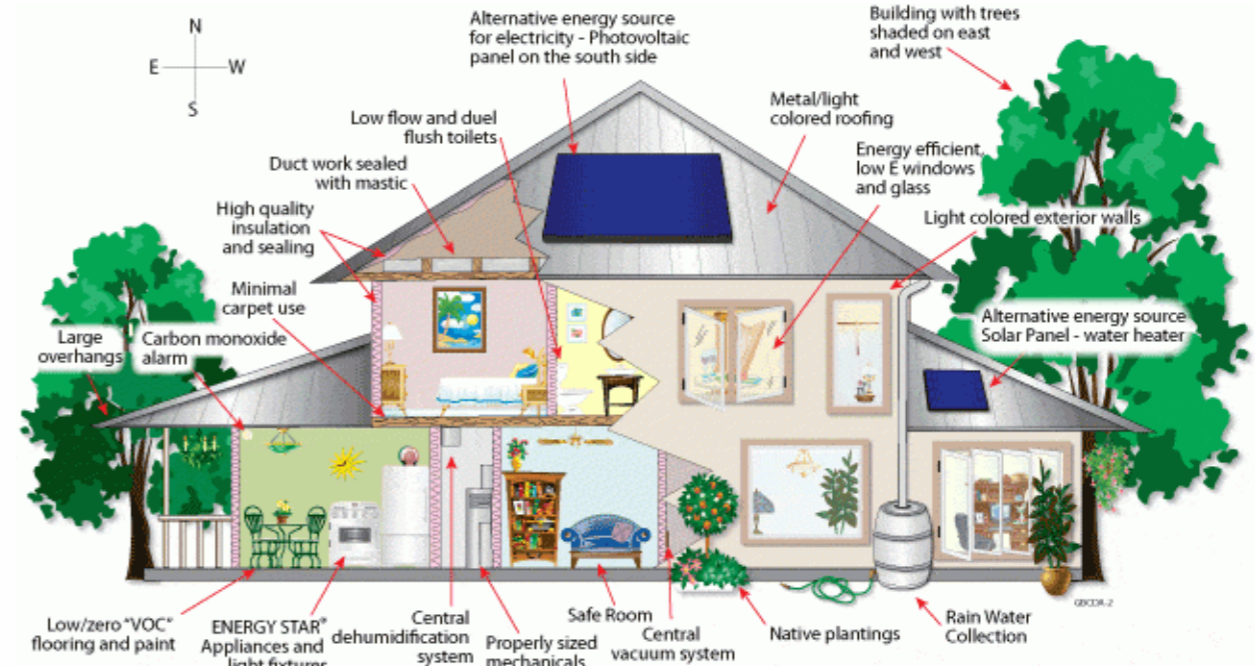 N
E
W
S
Alternative energy source
for electricity - Photovoltaic
panel on the south side
Building with trees
shaded on east
and west
Low flow and duel
flush toilets
Metal/light
colored roofing
Duct work sealed
with mastic
Energy efficient,
low E windows
and glass
High quality
insulation
and sealing
Light colored exterior walls
Minimal
carpet use
Large
overhangs
Carbon monoxide
alarm
Alternative energy source
Solar Panel - water heater
GBCDA-2
Low/zero "VOC"
flooring and paint
ENERGY STAR®
Appliances and
light fixtures
Central
dehumidification
system
Properly sized
mechanicals
Safe Room
Central
vacuum system
Native plantings
Rain Water
Collection